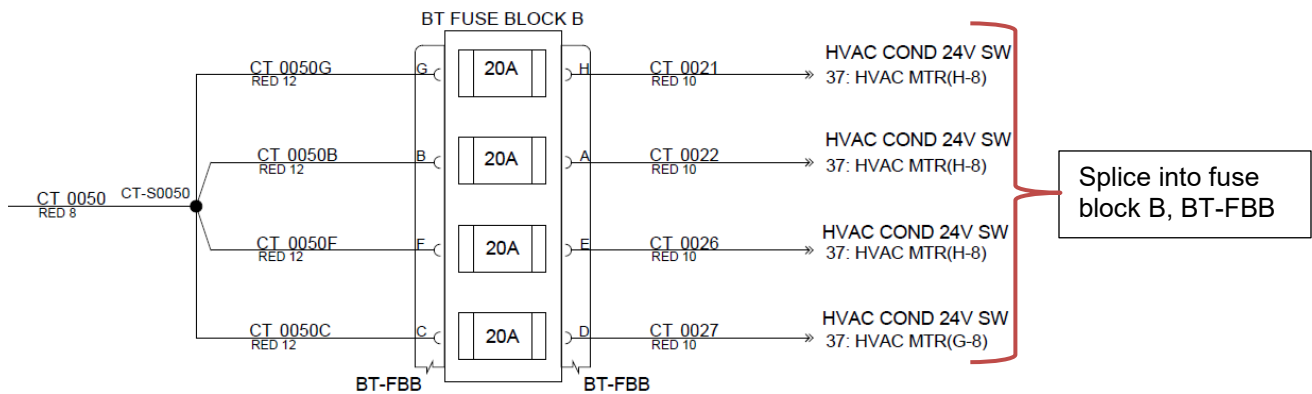 BT FUSE BLOCK B
CT 0050G
RED 12
G
20A
H
CT 0021
RED 10
HVAC COND 24V SW
37: HVAC MTR(H-8)
CT 0050B
RED 12
B
20A
A
CT 0022
RED 10
HVAC COND 24V SW
37: HVAC MTR(H-8)
CT 0050
RED 8
CT-S0050
Splice into fuse
block B, BT-FBB
CT 0050F
RED 12
F
20A
E
CT 0026
RED 10
HVAC COND 24V SW
37: HVAC MTR(H-8)
CT 0050C
RED 12
C
20A
D
CT 0027
RED 10
HVAC COND 24V SW
37: HVAC MTR(G-8)
BT-FBB
BT-FBB